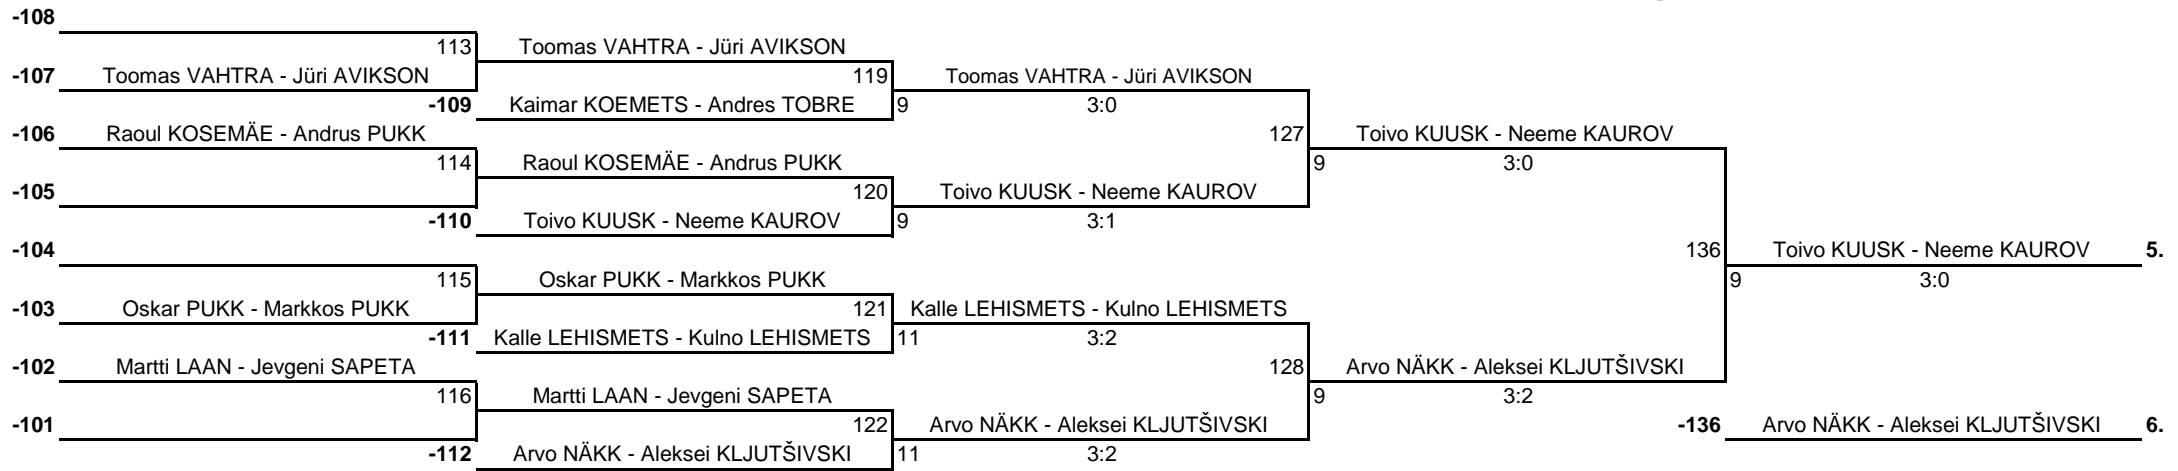 -108
113 Toomas VAHTRA - Jüri AVIKSON
-107 Toomas VAHTRA - Jüri AVIKSON 119 Toomas VAHTRA - Jüri AVIKSON
-109 Kaimar KOEMETS - Andres TOBRE 9 3:0
-106 Raoul KOSEMÄE - Andrus PUKK 127 Toivo KUUSK - Neeme KAUROV
114 Raoul KOSEMÄE - Andrus PUKK 9 3:0
-105 120 Toivo KUUSK - Neeme KAUROV
-110 Toivo KUUSK - Neeme KAUROV 9 3:1
-104 136 Toivo KUUSK - Neeme KAUROV 5.
115 Oskar PUKK - Markkos PUKK 9 3:0
-103 Oskar PUKK - Markkos PUKK 121 Kalle LEHISMETS - Kulno LEHISMETS
-111 Kalle LEHISMETS - Kulno LEHISMETS 11 3:2
-102 Martti LAAN - Jevgeni SAPETA 128 Arvo NÄKK - Aleksei KLJUTŠIVSKI
116 Martti LAAN - Jevgeni SAPETA 9 3:2
-101 122 Arvo NÄKK - Aleksei KLJUTŠIVSKI -136 Arvo NÄKK - Aleksei KLJUTŠIVSKI 6.
-112 Arvo NÄKK - Aleksei KLJUTŠIVSKI 11 3:2